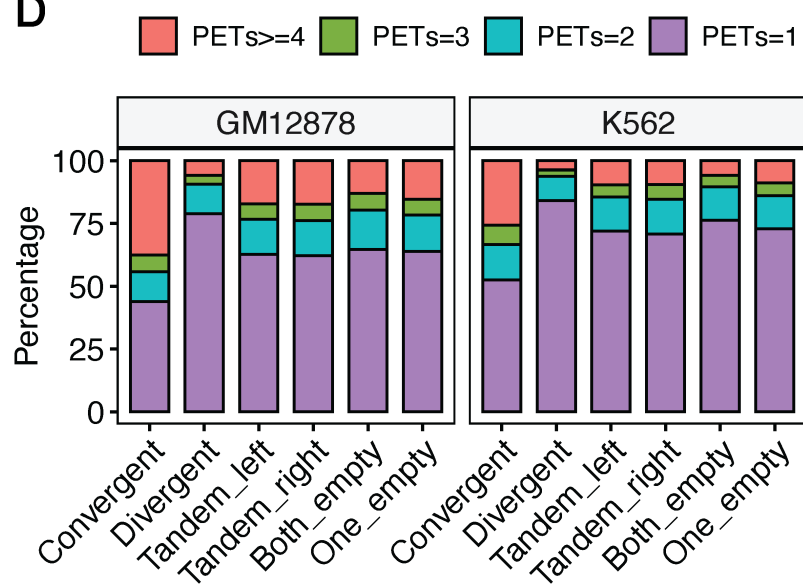 D
PETs>=4 PETs=3 PETs=2 PETs=1
GM12878 K562
Percentage
100
75
50
25
0
Convergent Divergent Tandem_left Tandem_right Both_empty One_empty Convergent Divergent Tandem_left Tandem_right Both_empty One_empty